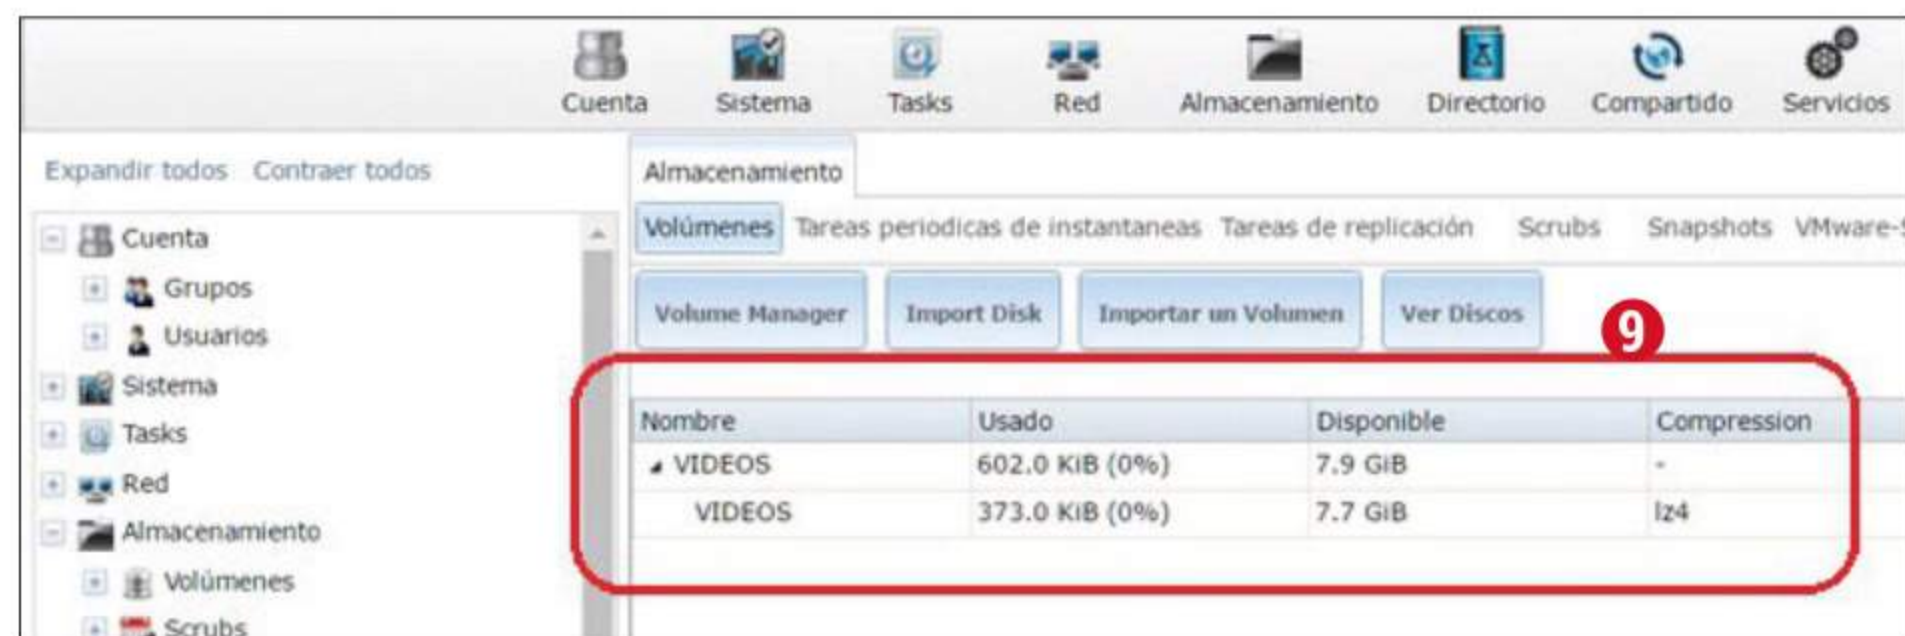 Cuenta Sistema Tasks Red Almacenamiento Directorio Compartido Servicios
Expandir todos Contraer todos
Cuenta
Grupos
Usuarios
Sistema
Tasks
Red
Almacenamiento
Volúmenes
Scrubs
Almacenamiento
Volúmenes Tareas periodicas de instantaneas Tareas de replicación Scrubs Snapshots VMware-S
Volume Manager Import Disk Importar un Volumen Ver Discos
9
Nombre Usado Disponible Compression
VIDEOS 602.0 KiB (0%) 7.9 GiB -
VIDEOS 373.0 KiB (0%) 7.7 GiB lz4